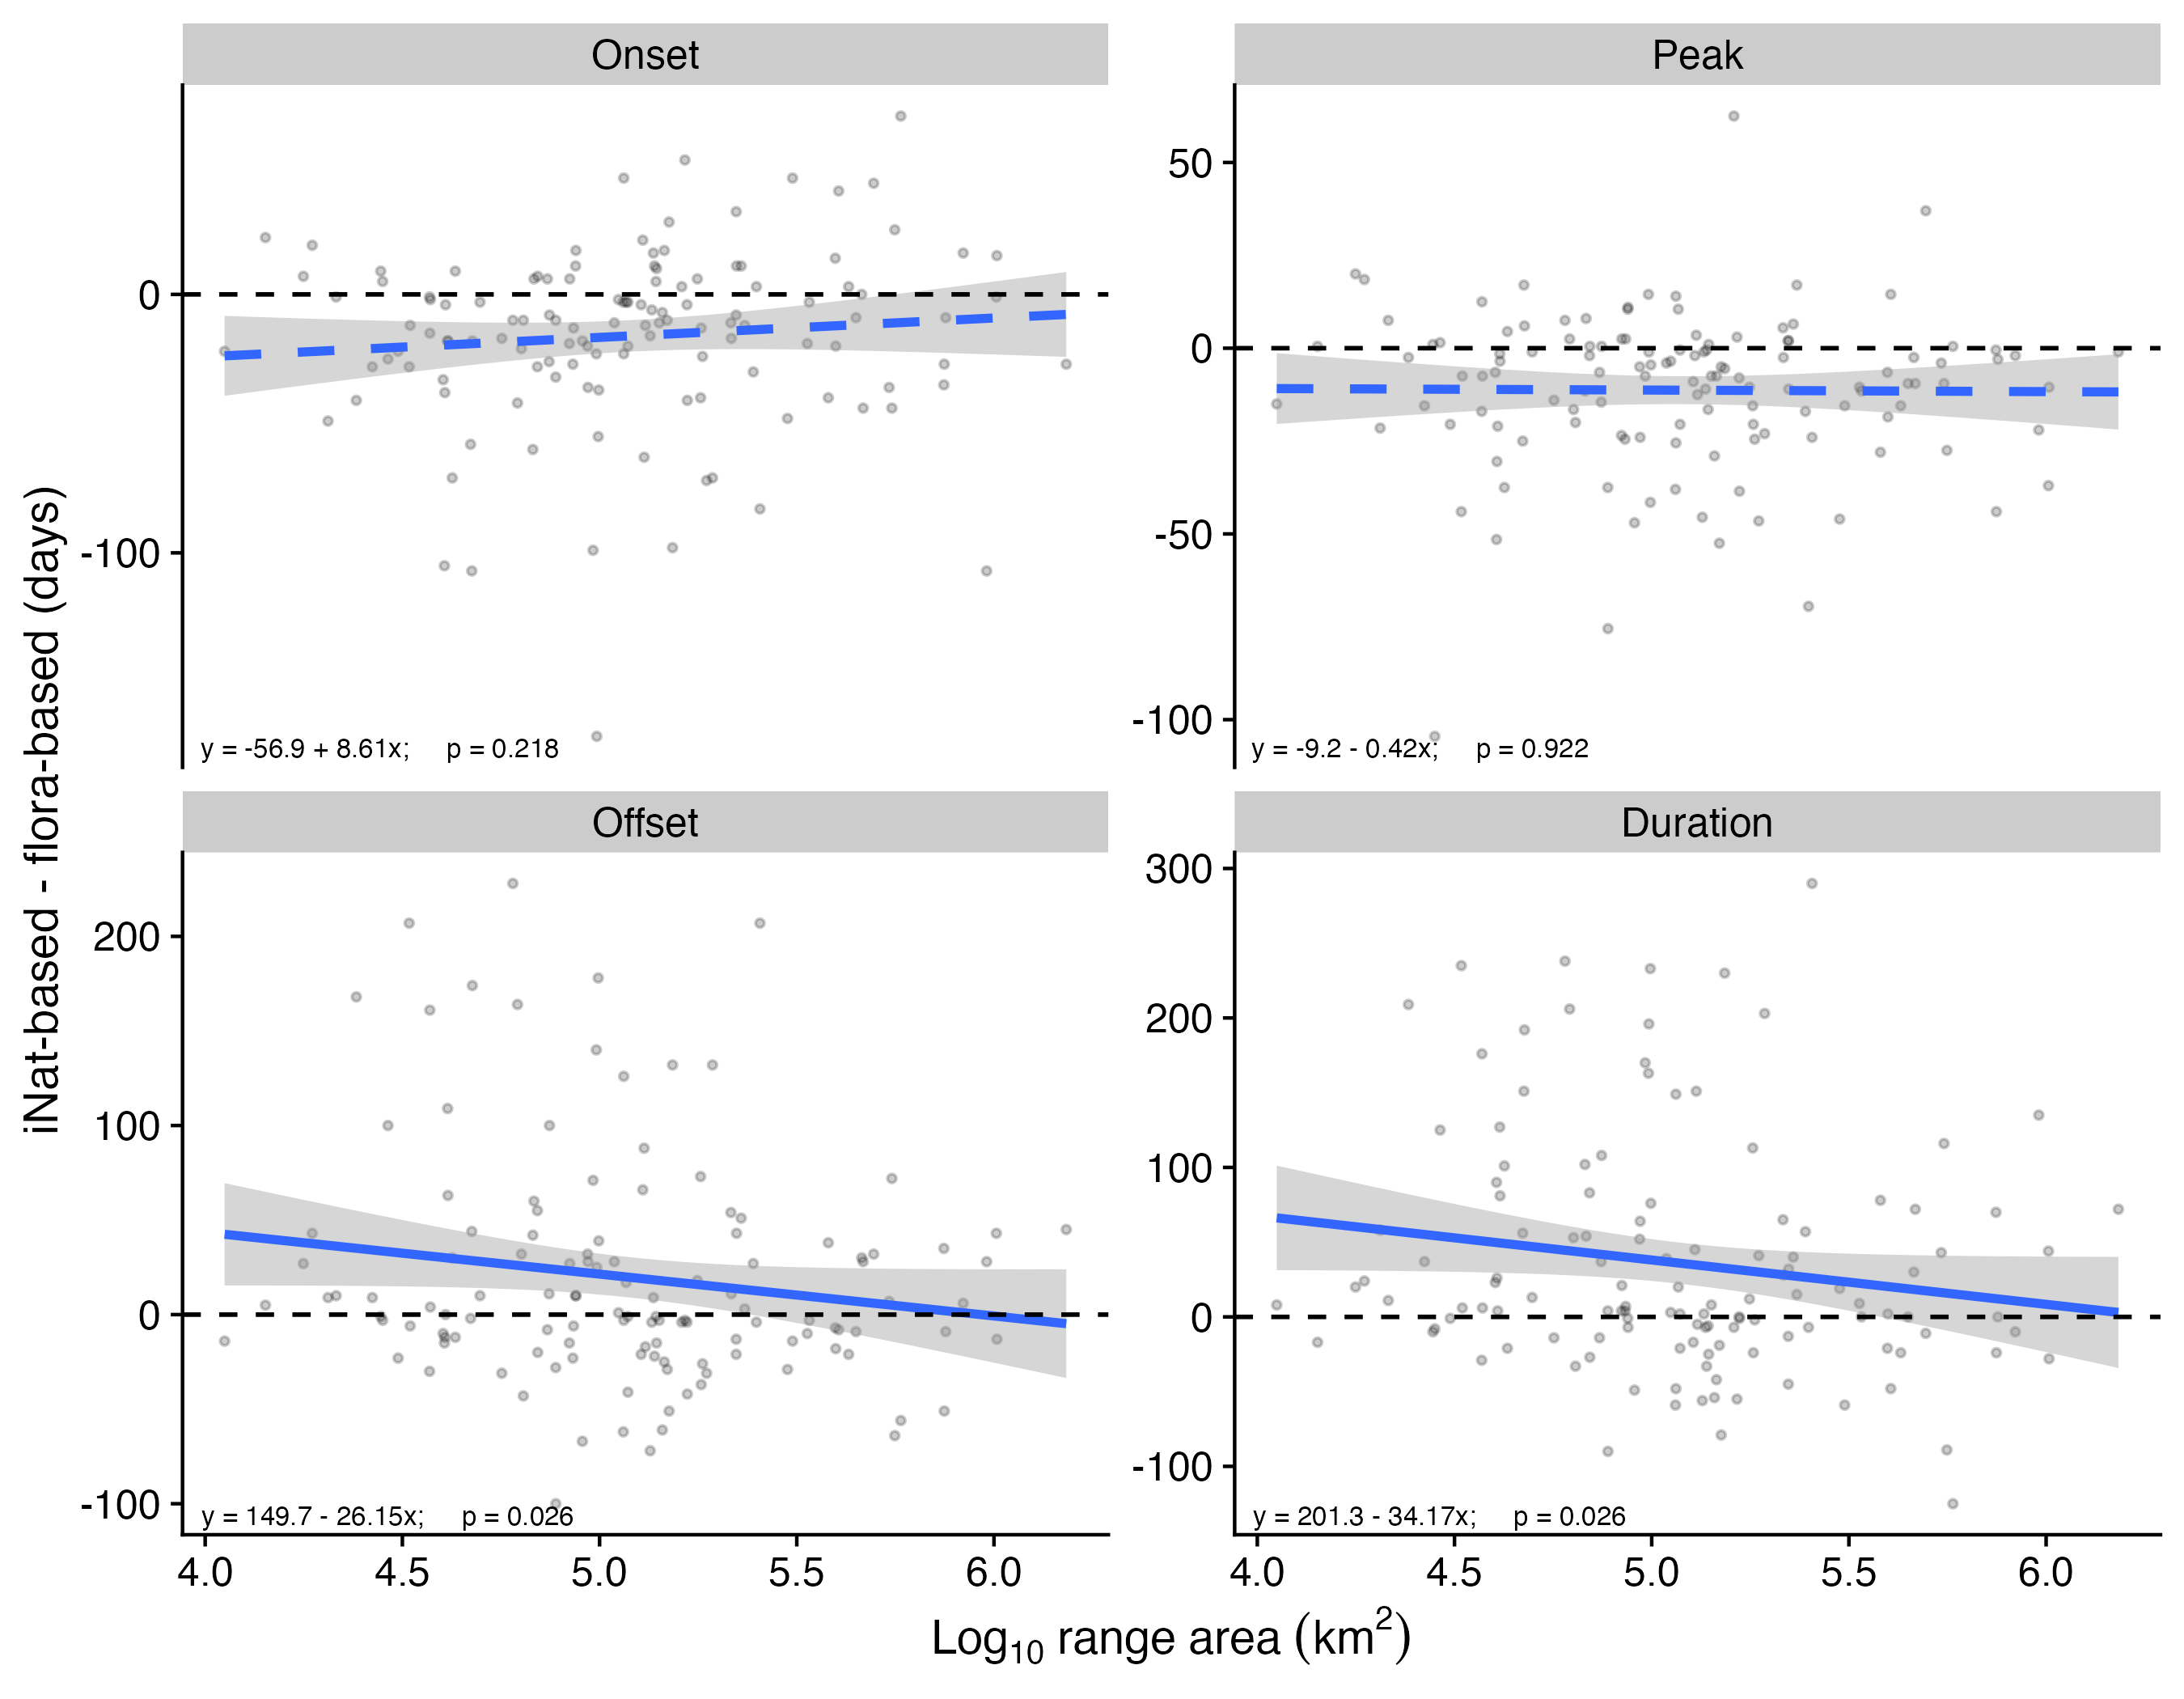 Onset
Peak
0
-100
50
0
-50
-100
y = -56.9 + 8.61x; p = 0.218
y = -9.2 - 0.42x; p = 0.922
iNat-based - flora-based (days)
Offset
Duration
200
100
0
-100
300
200
100
0
-100
y = 149.7 - 26.15x; p = 0.026
y = 201.3 - 34.17x; p = 0.026
4.0 4.5 5.0 5.5 6.0
4.0 4.5 5.0 5.5 6.0
Log₁₀ range area (km²)